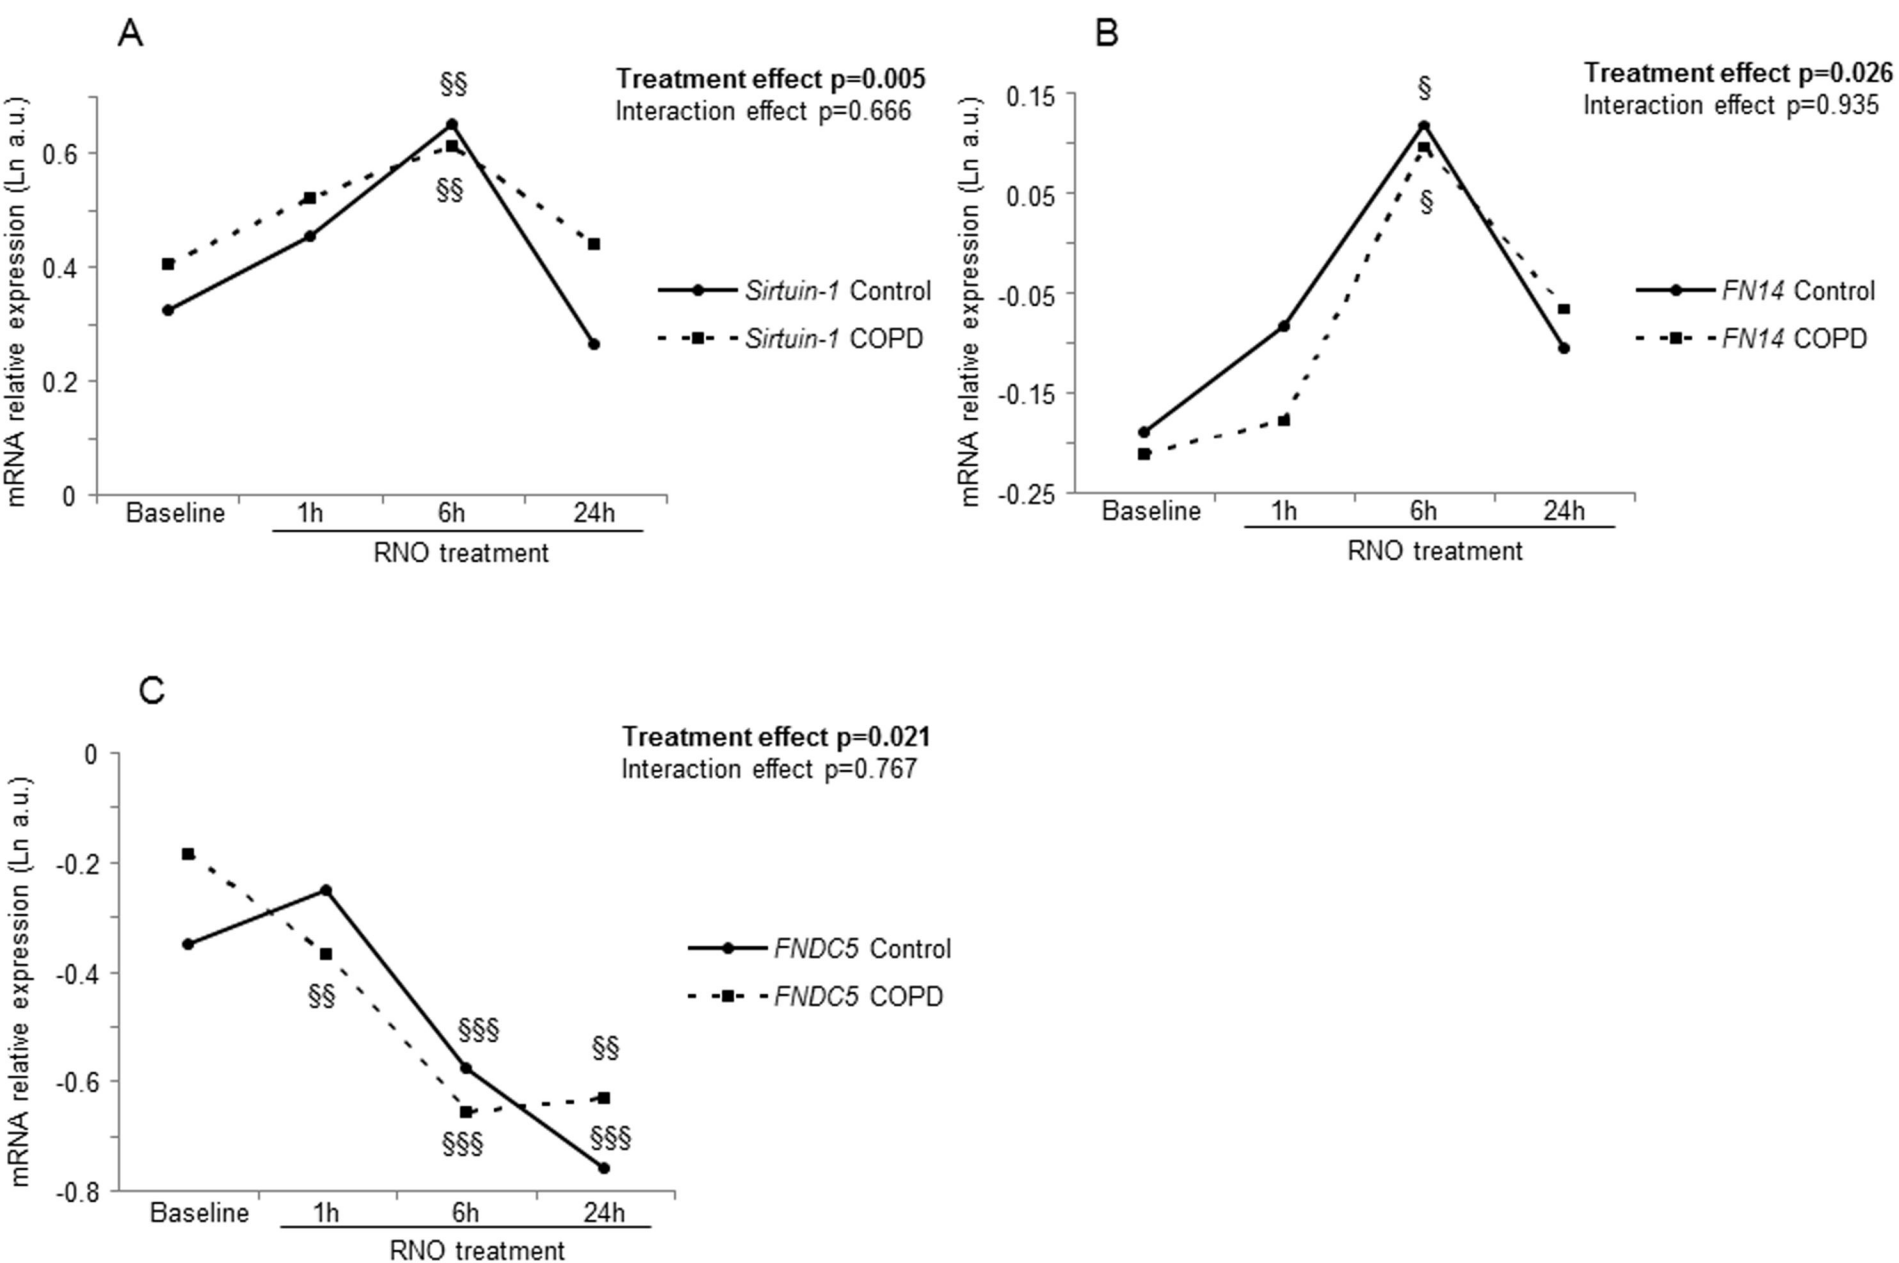 A
Treatment effect p=0.005
Interaction effect p=0.666
§§
§§
mRNA relative expression (Ln a.u.)
0.6
0.4
0.2
0
Sirtuin-1 Control
Sirtuin-1 COPD
Baseline 1h 6h 24h
RNO treatment
B
Treatment effect p=0.026
Interaction effect p=0.935
§
§
mRNA relative expression (Ln a.u.)
0.15
0.05
-0.05
-0.15
-0.25
FN14 Control
FN14 COPD
Baseline 1h 6h 24h
RNO treatment
C
Treatment effect p=0.021
Interaction effect p=0.767
mRNA relative expression (Ln a.u.)
0
-0.2
-0.4
-0.6
-0.8
§§
§§§
§§
§§§
§§§
FNDC5 Control
FNDC5 COPD
Baseline 1h 6h 24h
RNO treatment